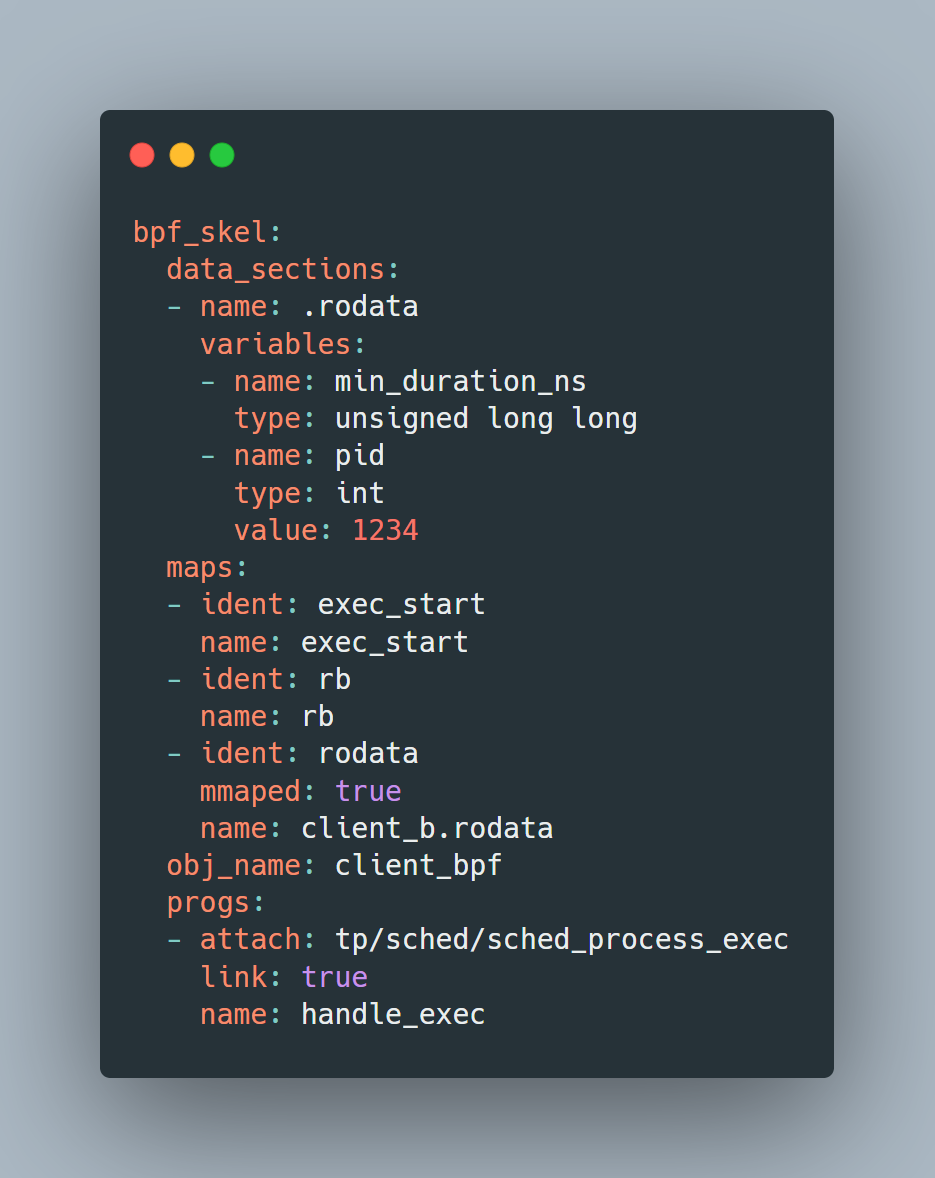 bpf_skel:
  data_sections:
  - name: .rodata
    variables:
    - name: min_duration_ns
      type: unsigned long long
    - name: pid
      type: int
      value: 1234
  maps:
  - ident: exec_start
    name: exec_start
  - ident: rb
    name: rb
  - ident: rodata
    mmaped: true
    name: client_b.rodata
  obj_name: client_bpf
  progs:
  - attach: tp/sched/sched_process_exec
    link: true
    name: handle_exec